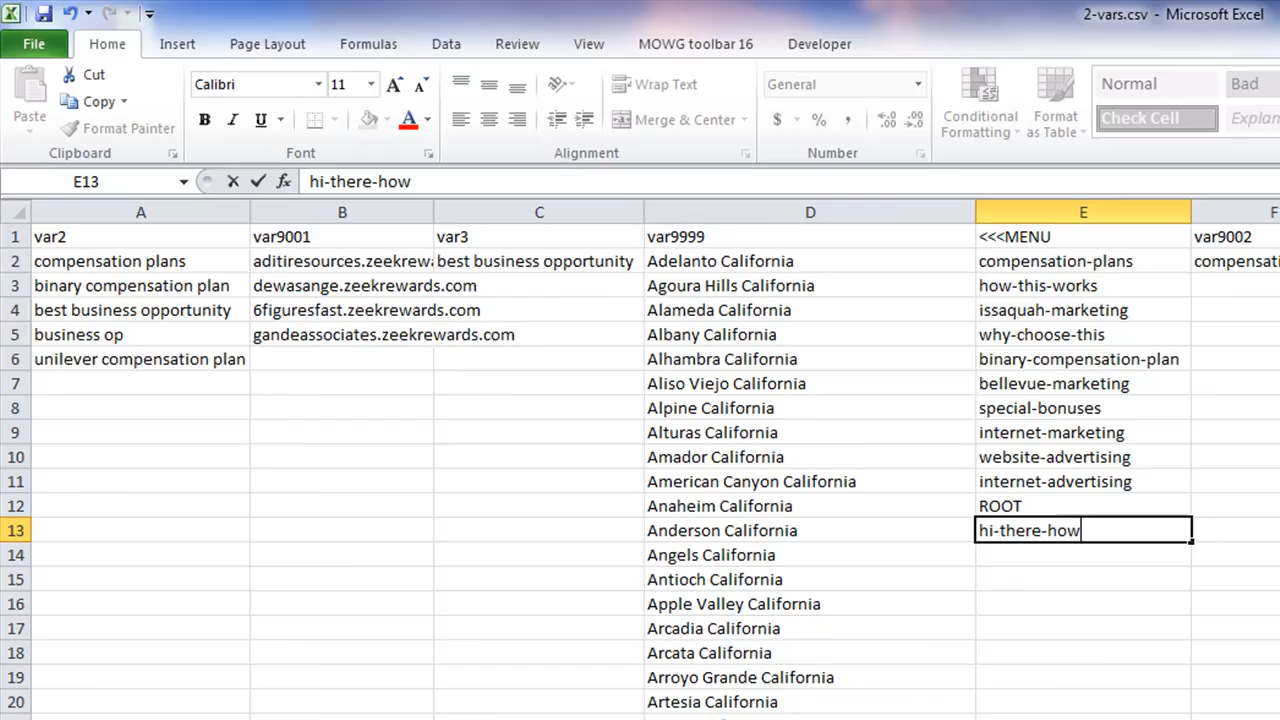 2-vars.csv - Microsoft Excel
File Home Insert Page Layout Formulas Data Review View MOWG toolbar 16 Developer
Paste
Cut
Copy
Format Painter
Clipboard
Calibri 11
B I U
Font
Wrap Text
Merge & Center
Alignment
General
$ % ,
Number
Conditional Formatting
Format as Table
Normal Bad
Check Cell Explan
E13 fx hi-there-how
A B C D E F
1 var2 var9001 var3 var9999 <<<MENU var9002
2 compensation plans aditiresources.zeekrewa best business opportunity Adelanto California compensation-plans compensati
3 binary compensation plan dewasange.zeekrewards.com Agoura Hills California how-this-works
4 best business opportunity 6figuresfast.zeekrewards.com Alameda California issaquah-marketing
5 business op gandeassociates.zeekrewards.com Albany California why-choose-this
6 unilever compensation plan Alhambra California binary-compensation-plan
7 Aliso Viejo California bellevue-marketing
8 Alpine California special-bonuses
9 Alturas California internet-marketing
10 Amador California website-advertising
11 American Canyon California internet-advertising
12 Anaheim California ROOT
13 Anderson California hi-there-how
14 Angels California
15 Antioch California
16 Apple Valley California
17 Arcadia California
18 Arcata California
19 Arroyo Grande California
20 Artesia California